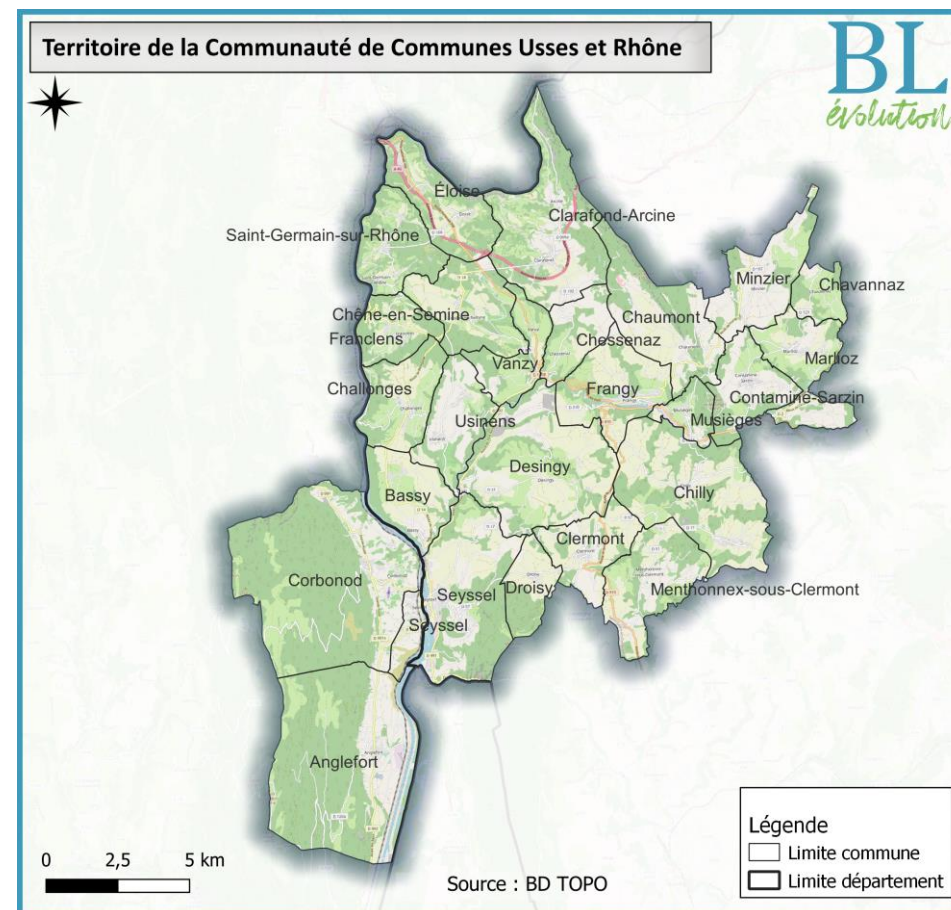 Territoire de la Communauté de Communes Usses et Rhône
BL
évolution
Éloise
Clarafond-Arcine
Saint-Germain-sur-Rhône
Minzier
Chavannaz
Chêne-en-Semine
Chaumont
Franclens
Chessenaz
Marlioz
Vanzy
Challonges
Frangy
Contamine-Sarzin
Usinens
Musièges
Desingy
Bassy
Chilly
Clermont
Corbonod
Seyssel
Droisy
Menthonnex-sous-Clermont
Seyssel
Anglefort
Légende
Limite commune
Limite département
0 2,5 5 km
Source : BD TOPO